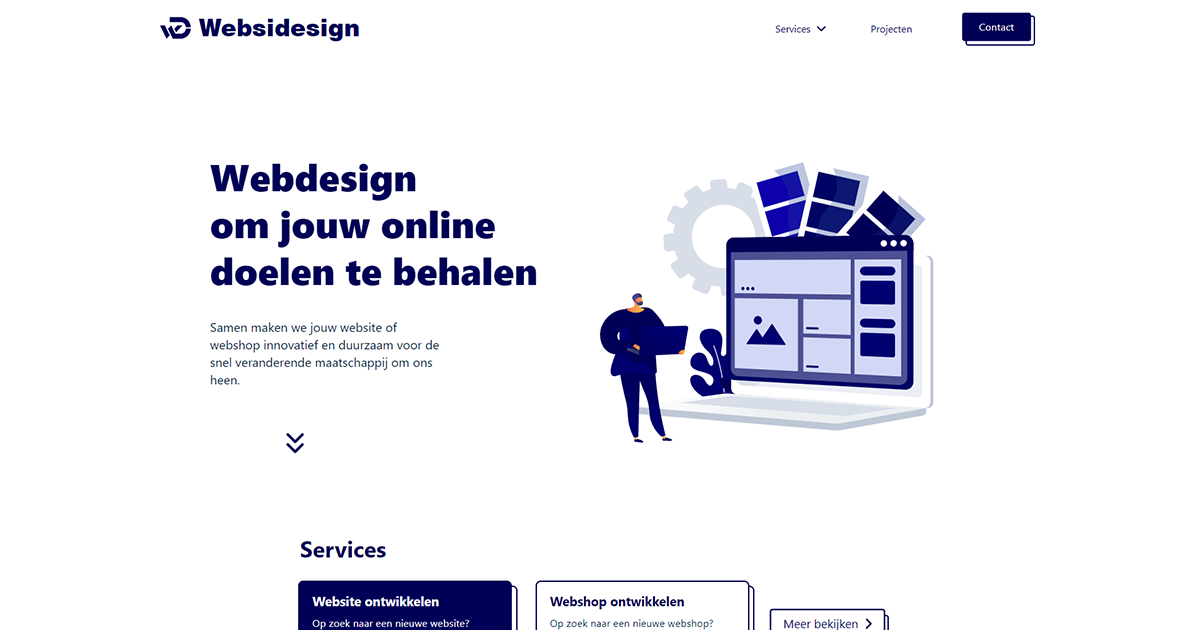 Websidesign
Services
Projecten
Contact
Webdesign
om jouw online
doelen te behalen
Samen maken we jouw website of
webshop innovatief en duurzaam voor de
snel veranderende maatschappij om ons
heen.
Services
Website ontwikkelen
Op zoek naar een nieuwe website?
Webshop ontwikkelen
Op zoek naar een nieuwe webshop?
Meer bekijken